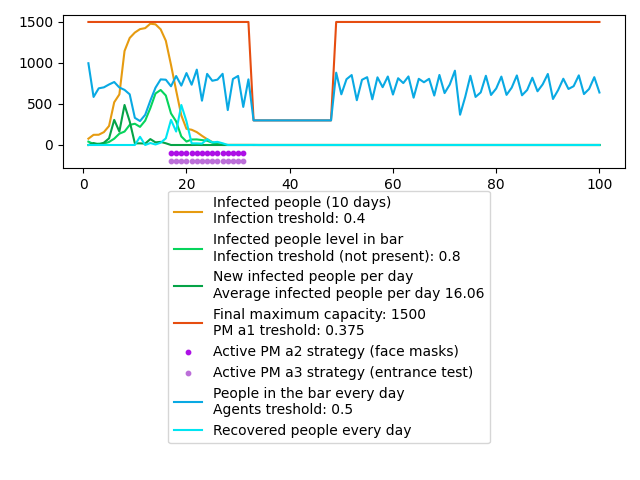 1500
1000
500
0
0
20
40
60
80
100
Infected people (10 days)
Infection treshold: 0.4
Infected people level in bar
Infection treshold (not present): 0.8
New infected people per day
Average infected people per day 16.06
Final maximum capacity: 1500
PM a1 treshold: 0.375
Active PM a2 strategy (face masks)
Active PM a3 strategy (entrance test)
People in the bar every day
Agents treshold: 0.5
Recovered people every day